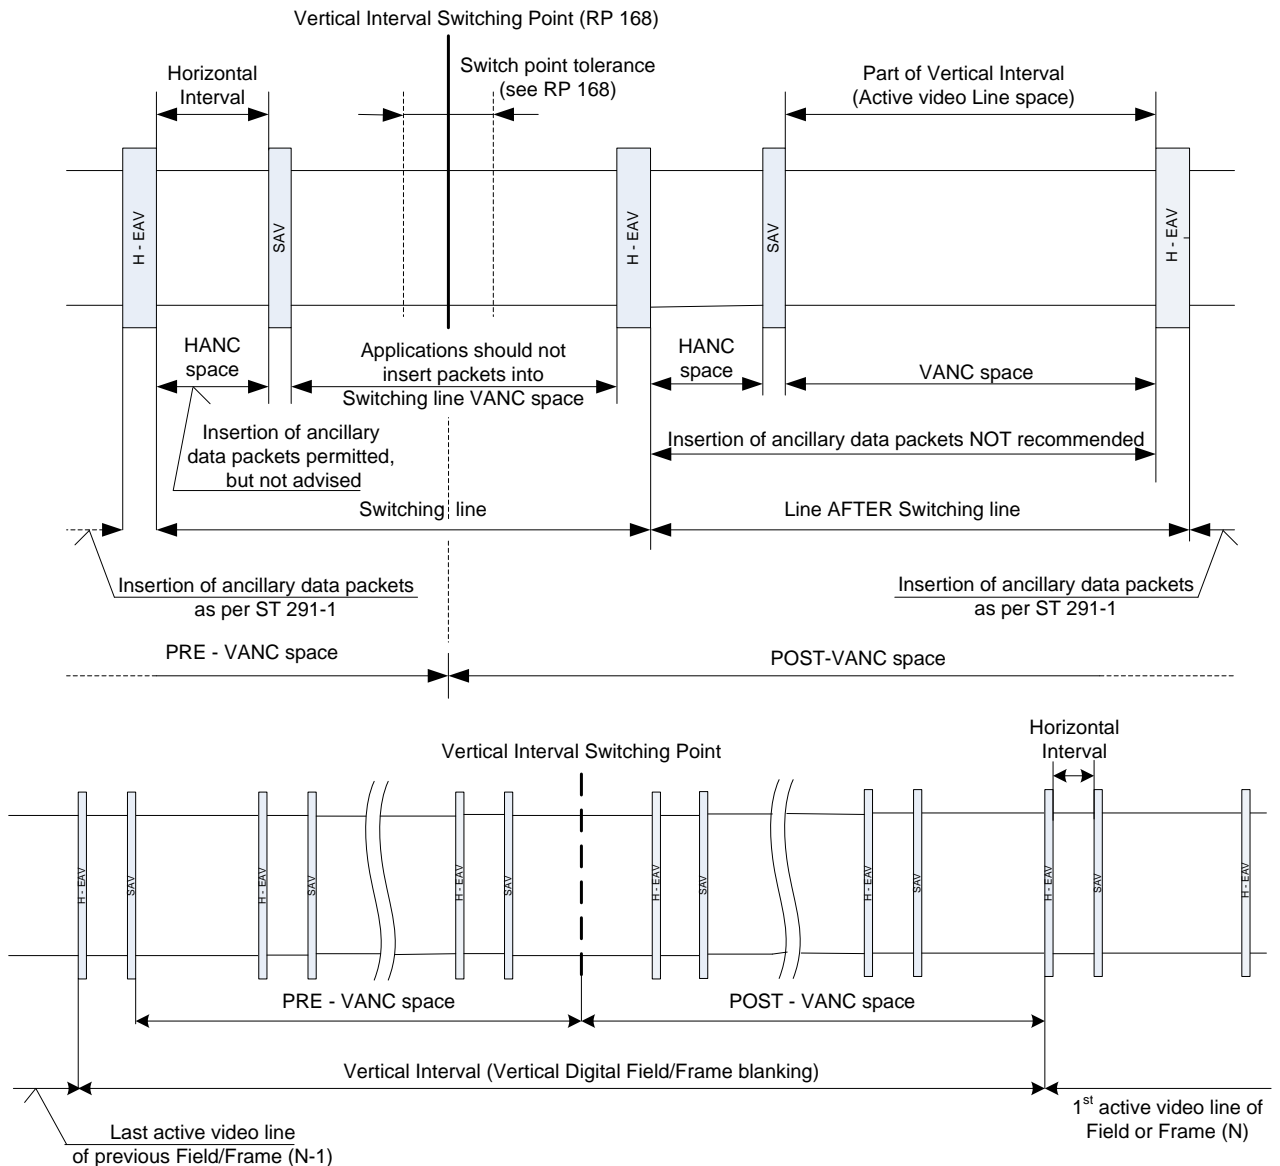 Vertical Interval Switching Point (RP 168)
Horizontal
Interval
Switch point tolerance
(see RP 168)
Part of Vertical Interval
(Active video Line space)
H - EAV
SAV
H - EAV
SAV
H - EAV
HANC
space
Applications should not
insert packets into
Switching line VANC space
HANC
space
VANC space
Insertion of ancillary
data packets permitted,
but not advised
Insertion of ancillary data packets NOT recommended
Switching line
Line AFTER Switching line
Insertion of ancillary data packets
as per ST 291-1
Insertion of ancillary data packets
as per ST 291-1
PRE - VANC space
POST-VANC space
Vertical Interval Switching Point
Horizontal
Interval
H - EAV
SAV
H - EAV
SAV
H - EAV
SAV
H - EAV
SAV
H - EAV
SAV
H - EAV
SAV
H - EAV
PRE - VANC space
POST - VANC space
Vertical Interval (Vertical Digital Field/Frame blanking)
Last active video line
of previous Field/Frame (N-1)
1st active video line of
Field or Frame (N)